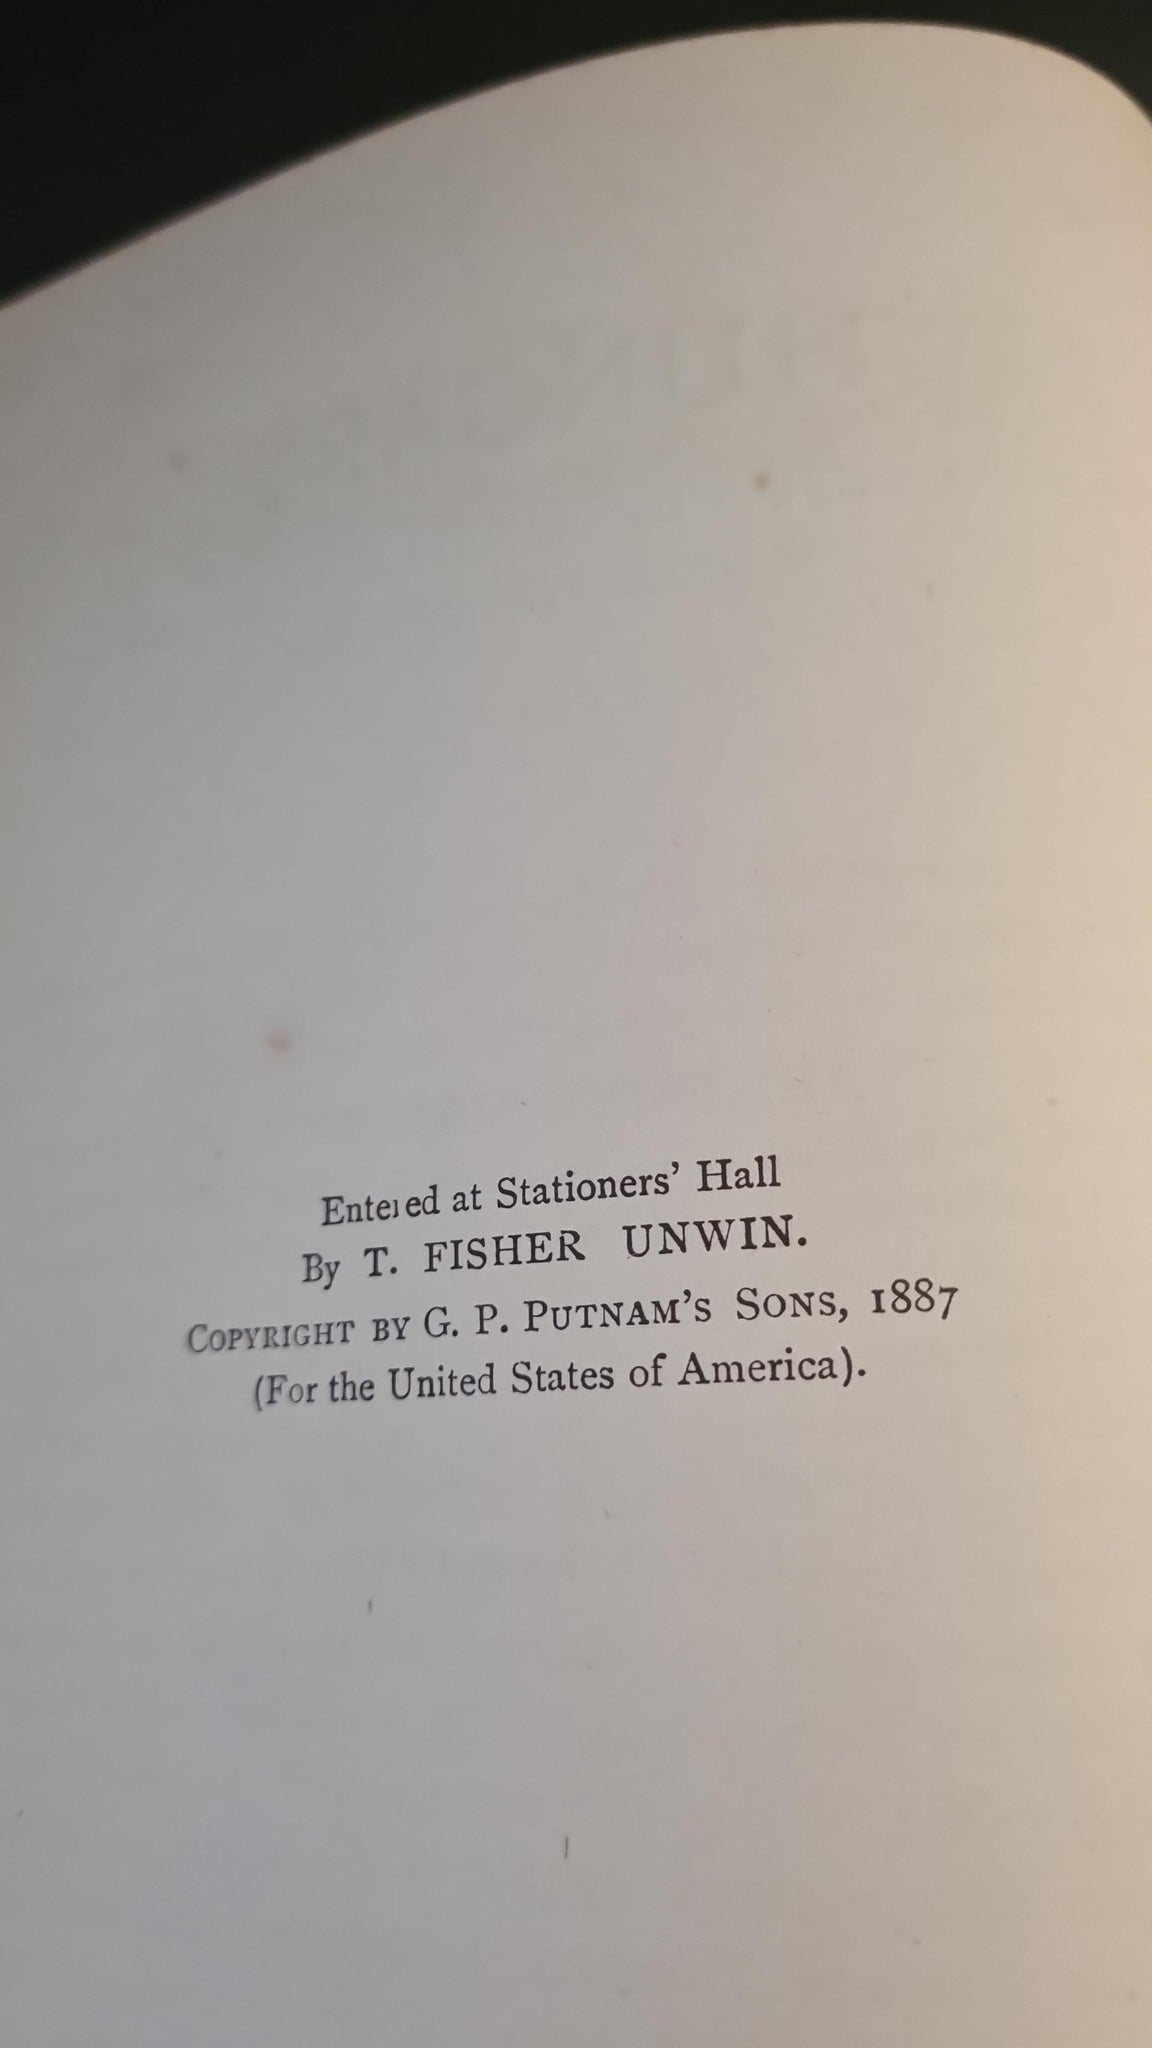 Entered at Stationers' Hall
By T. FISHER UNWIN.
COPYRIGHT BY G. P. PUTNAM'S SONS, 1887
(For the United States of America).